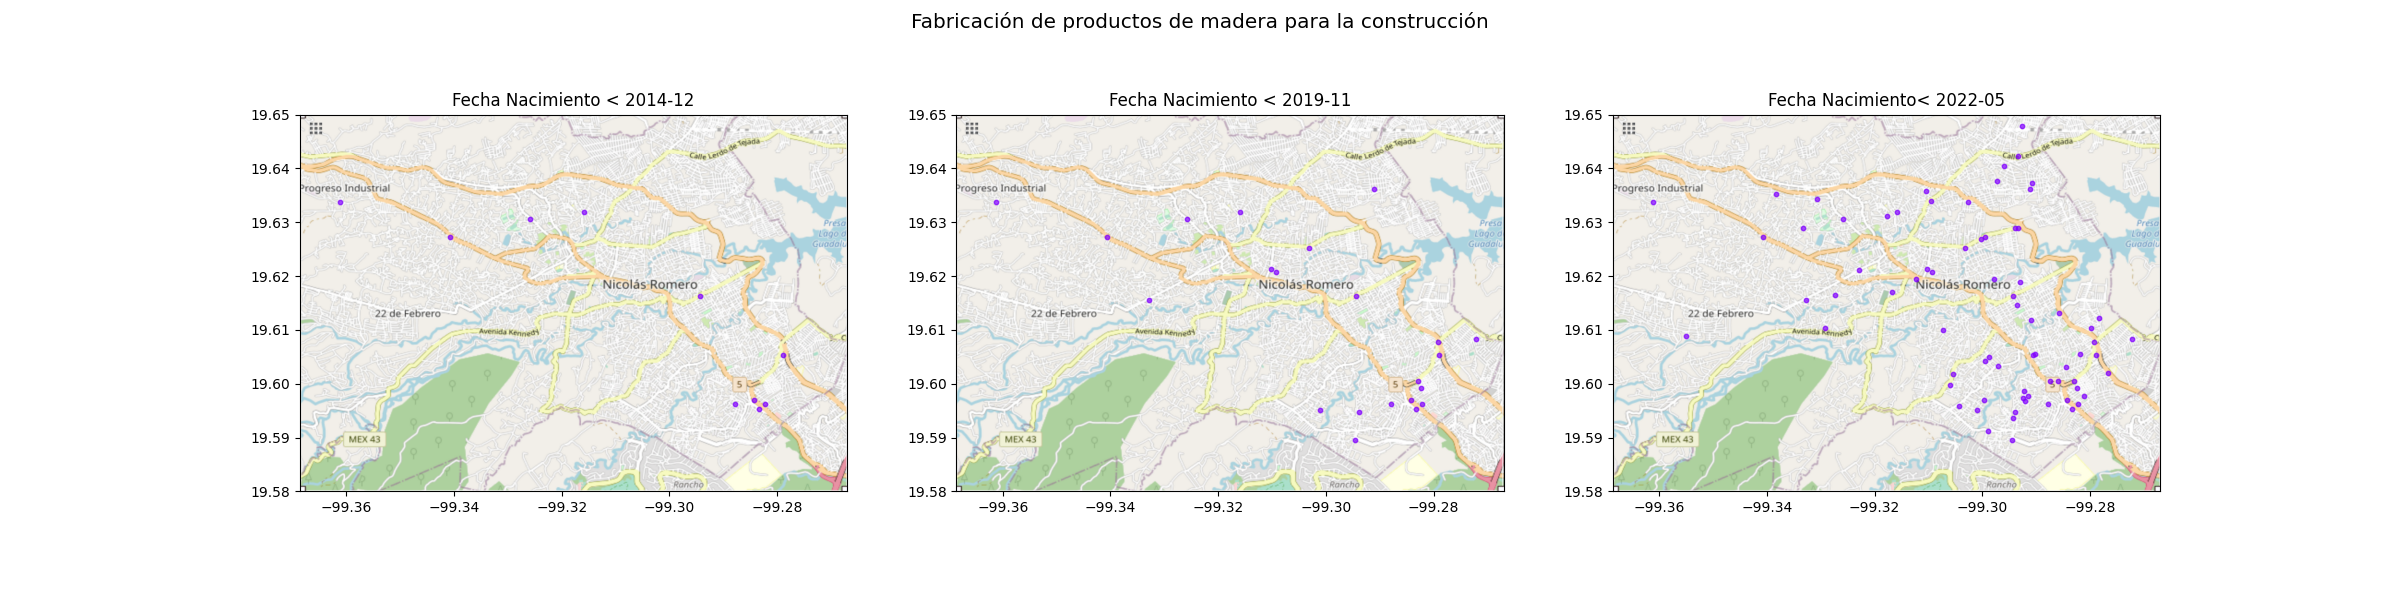 Fabricación de productos de madera para la construcción
Fecha Nacimiento < 2014-12
19.65
19.64
19.63
19.62
19.61
19.60
19.59
19.58
−99.36
−99.34
−99.32
−99.30
−99.28
Calle Lerdo de Tejada
Progreso Industrial
Presa
Lago d
Guadalu
Nicolás Romero
22 de Febrero
Avenida Kennedy
C
5
MEX 43
Rancho
Fecha Nacimiento < 2019-11
19.65
19.64
19.63
19.62
19.61
19.60
19.59
19.58
−99.36
−99.34
−99.32
−99.30
−99.28
Calle Lerdo de Tejada
Progreso Industrial
Presa
Lago d
Guadalu
Nicolás Romero
22 de Febrero
Avenida Kennedy
C
5
MEX 43
Rancho
Fecha Nacimiento< 2022-05
19.65
19.64
19.63
19.62
19.61
19.60
19.59
19.58
−99.36
−99.34
−99.32
−99.30
−99.28
Calle Lerdo de Tejada
Progreso Industrial
Presa
Lago d
Guadalu
Nicolás Romero
22 de Febrero
Avenida Kennedy
C
5
MEX 43
Rancho